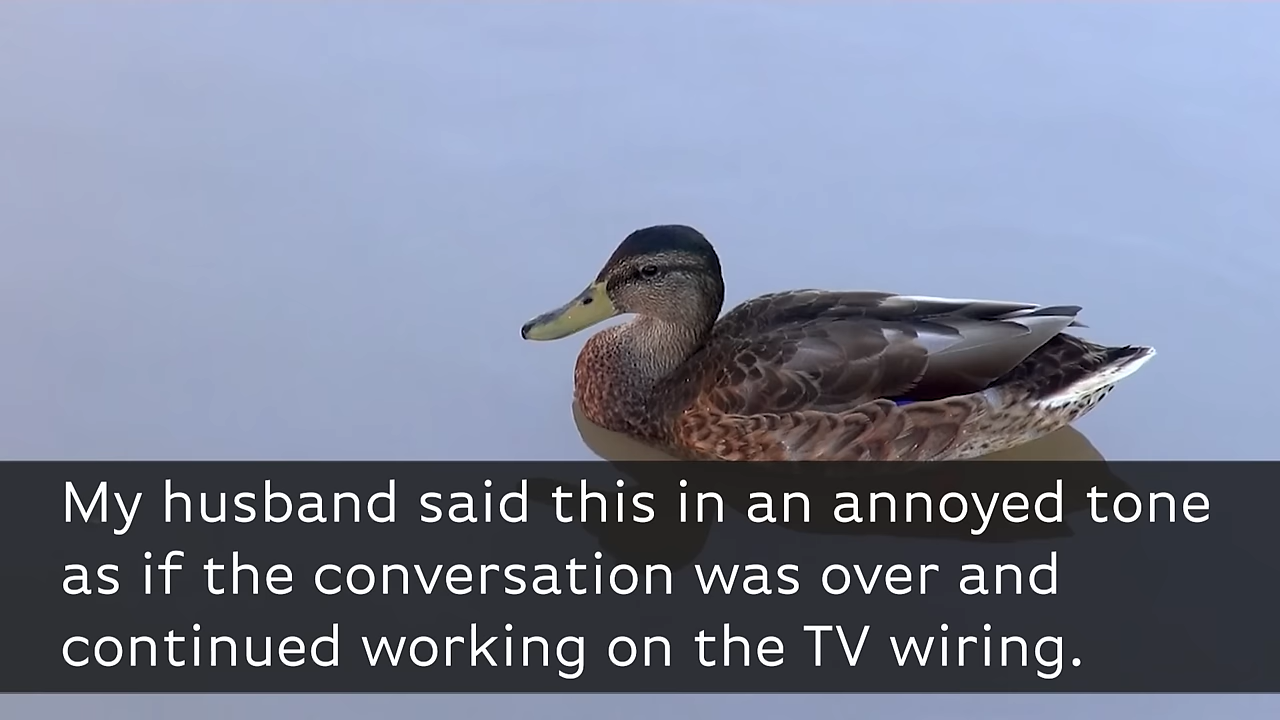 My husband said this in an annoyed tone
as if the conversation was over and
continued working on the TV wiring.